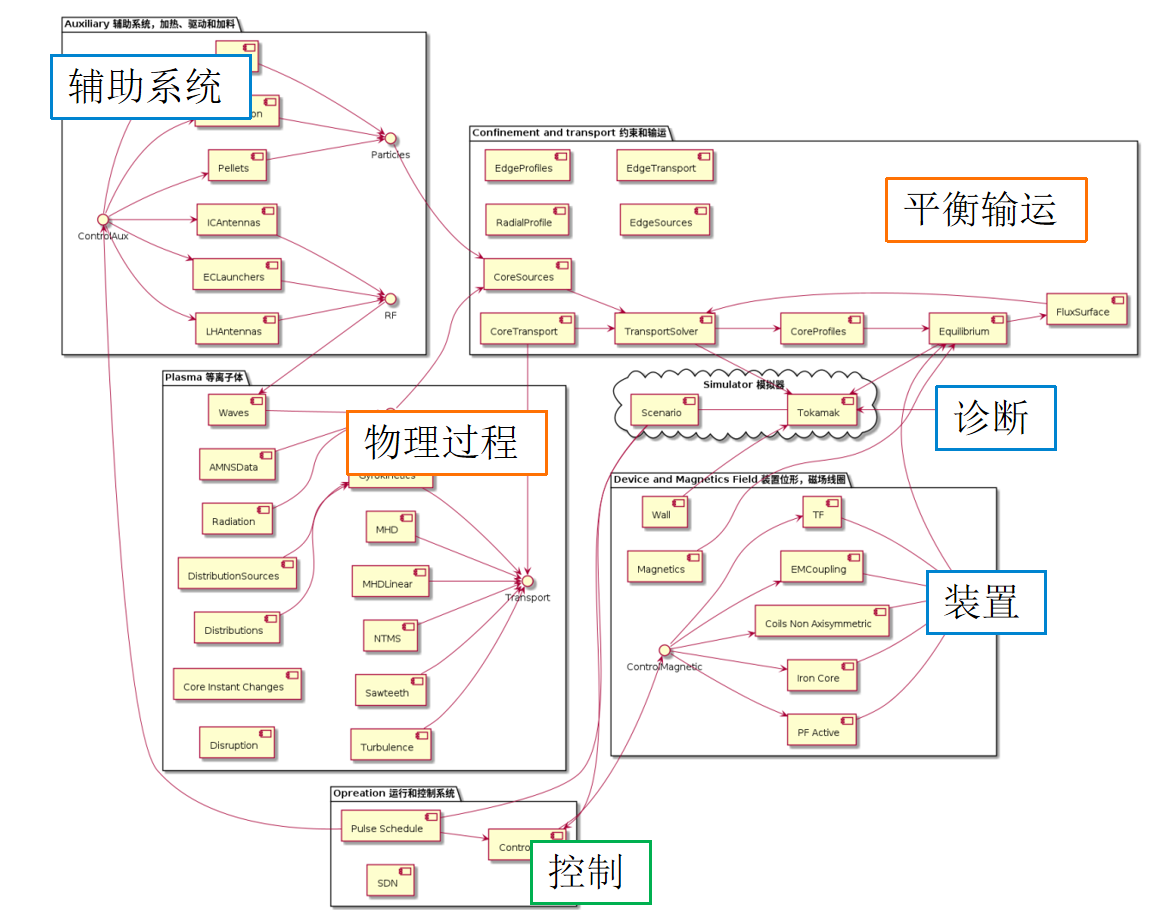 Auxiliary 辅助系统，加热、驱动和加料
辅助系统
Pellets
ICAntennas
ECLaunchers
LHAntennas
ControlAux
Particles
RF
Confinement and transport 约束和输运
EdgeProfiles
EdgeTransport
平衡输运
RadialProfile
EdgeSources
CoreSources
CoreTransport
TransportSolver
CoreProfiles
Equilibrium
FluxSurface
Plasma 等离子体
Waves
物理过程
AMNSData
Gyrokinetics
Radiation
MHD
DistributionSources
MHDLinear
Transport
Distributions
NTMS
Core Instant Changes
Sawteeth
Disruption
Turbulence
Simulator 模拟器
Scenario
Tokamak
诊断
Device and Magnetics Field 装置位形，磁场线圈
Wall
TF
Magnetics
EMCoupling
装置
Coils Non Axisymmetric
ControlMagnetic
Iron Core
PF Active
Opreation 运行和控制系统
Pulse Schedule
控制
SDN